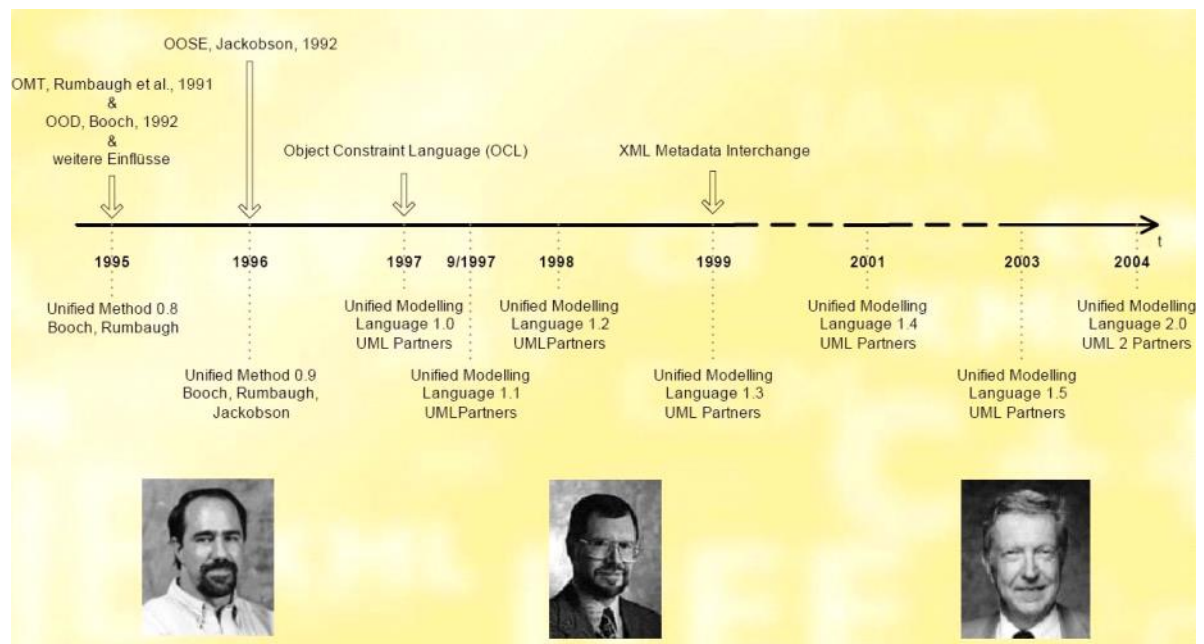 OOSE, Jackobson, 1992
OMT, Rumbaugh et al., 1991
&
OOD, Booch, 1992
&
weitere Einflüsse
Object Constraint Language (OCL)
XML Metadata Interchange
t
1995
1996
1997
9/1997
1998
1999
2001
2003
2004
Unified Method 0.8
Booch, Rumbaugh
Unified Method 0.9
Booch, Rumbaugh,
Jackobson
Unified Modelling
Language 1.0
UML Partners
Unified Modelling
Language 1.1
UMLPartners
Unified Modelling
Language 1.2
UMLPartners
Unified Modelling
Language 1.3
UML Partners
Unified Modelling
Language 1.4
UML Partners
Unified Modelling
Language 1.5
UML Partners
Unified Modelling
Language 2.0
UML 2 Partners